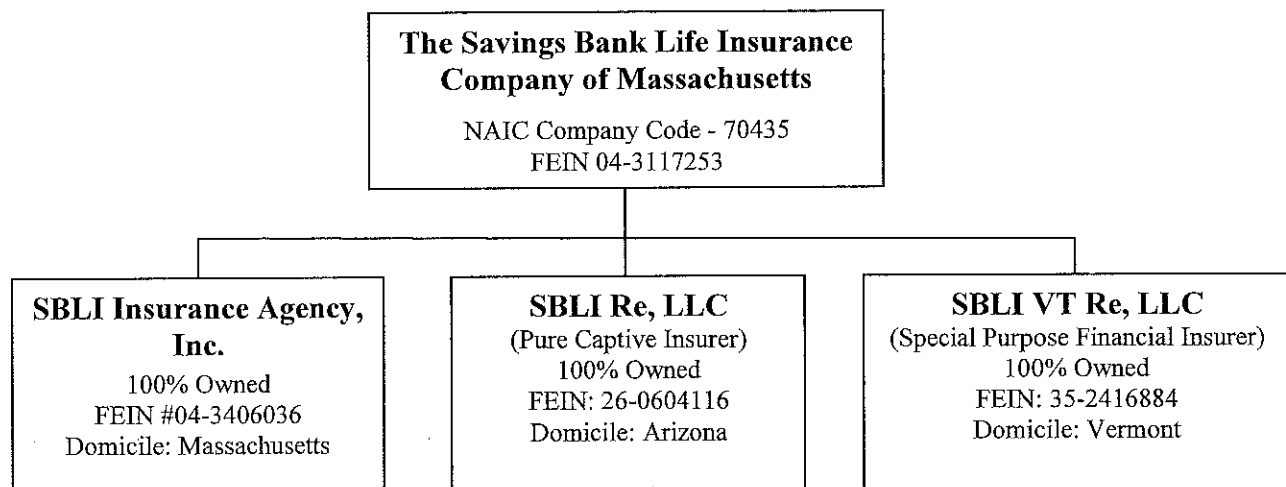 The Savings Bank Life Insurance
Company of Massachusetts
NAIC Company Code - 70435
FEIN 04-3117253
SBLI Insurance Agency,
Inc.
100% Owned
FEIN #04-3406036
Domicile: Massachusetts
SBLI Re, LLC
(Pure Captive Insurer)
100% Owned
FEIN: 26-0604116
Domicile: Arizona
SBLI VT Re, LLC
(Special Purpose Financial Insurer)
100% Owned
FEIN: 35-2416884
Domicile: Vermont